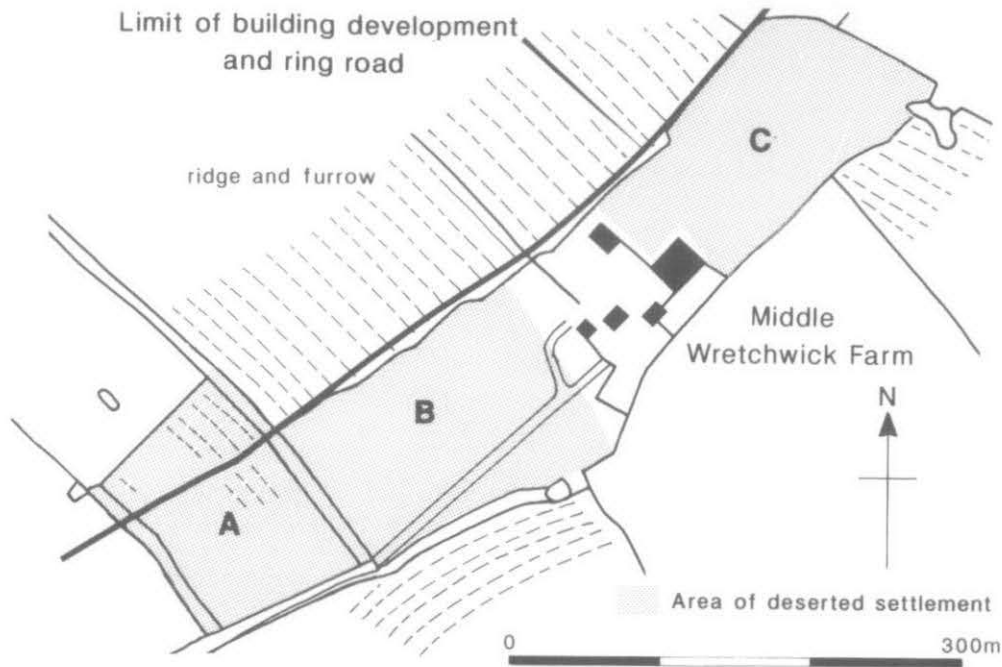 Limit of building development
and ring road
C
ridge and furrow
Middle
Wretchwick Farm
N
B
A
Area of deserted settlement
0 300m